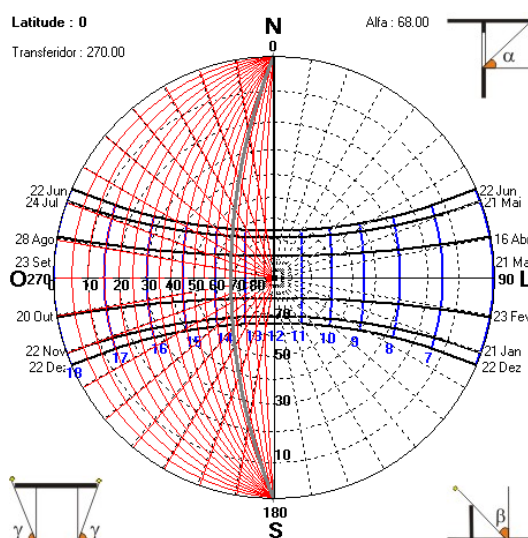 Latitude : 0
Transferidor : 270.00
N
0
Alfa : 68.00
α
22 Jun
24 Jul
28 Ago
23 Set
20 Out
22 Nov
22 Dez
22 Jun
21 Mai
16 Abr
21 Ma
23 Fev
21 Jan
22 Dez
O 270
10 20 30 40 50 60 70 80
90 L
18 17 16 15 14 13 12 11 10 9 8 7
70
50
30
10
180
S
γ γ
β